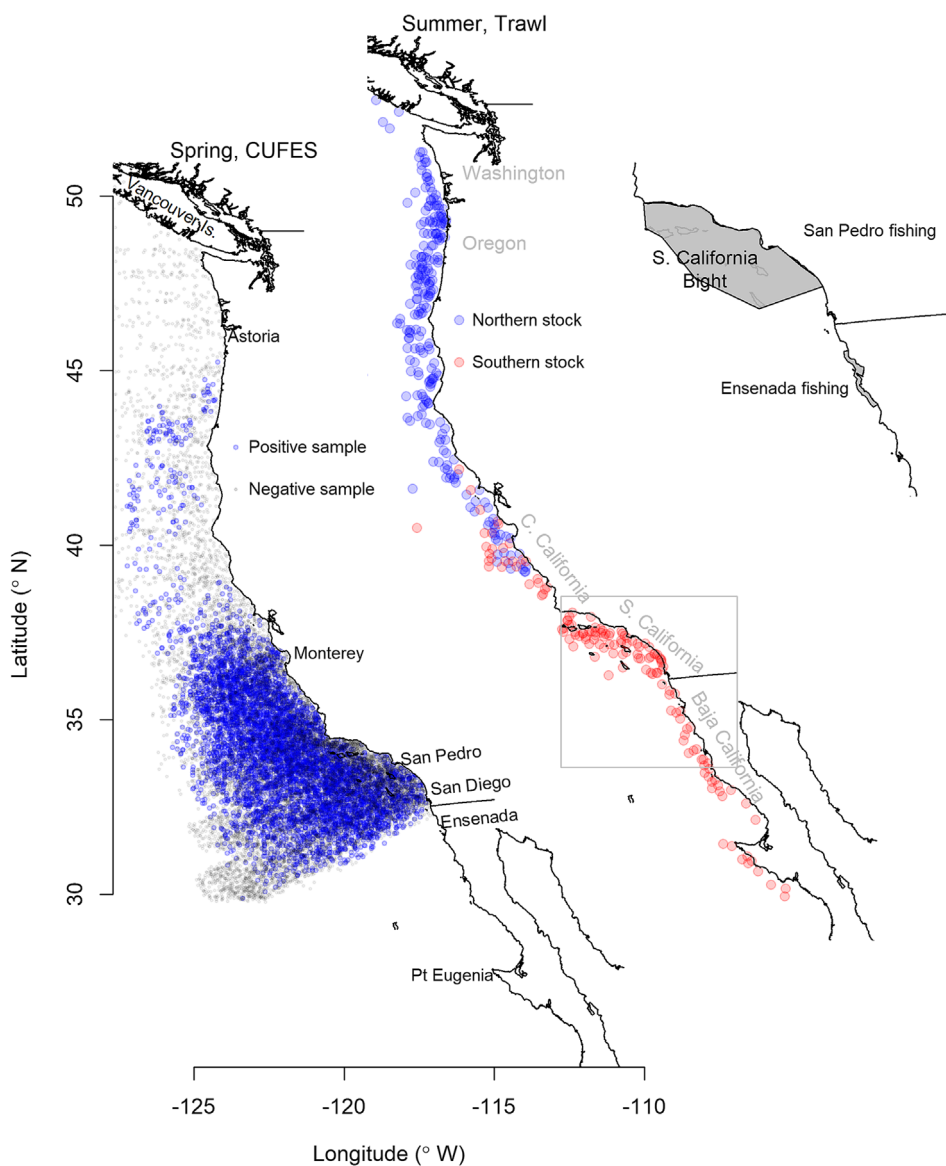 Summer, Trawl
Spring, CUFES
Vancouver Is.
Washington
Oregon
San Pedro fishing
S. California
Bight
Northern stock
Southern stock
Ensenada fishing
Astoria
Positive sample
Negative sample
C. California
S. California
Baja California
Monterey
San Pedro
San Diego
Ensenada
Pt Eugenia
50
45
40
35
30
Latitude (° N)
-125
-120
-115
-110
Longitude (° W)